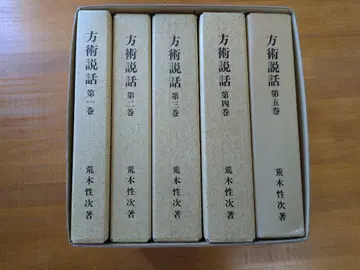 方術説話 第一巻
荒木性次著
方術説話 第二巻
荒木性次著
方術説話 第三巻
荒木性次著
方術説話 第四巻
荒木性次著
方術説話 第五巻
荒木性次著